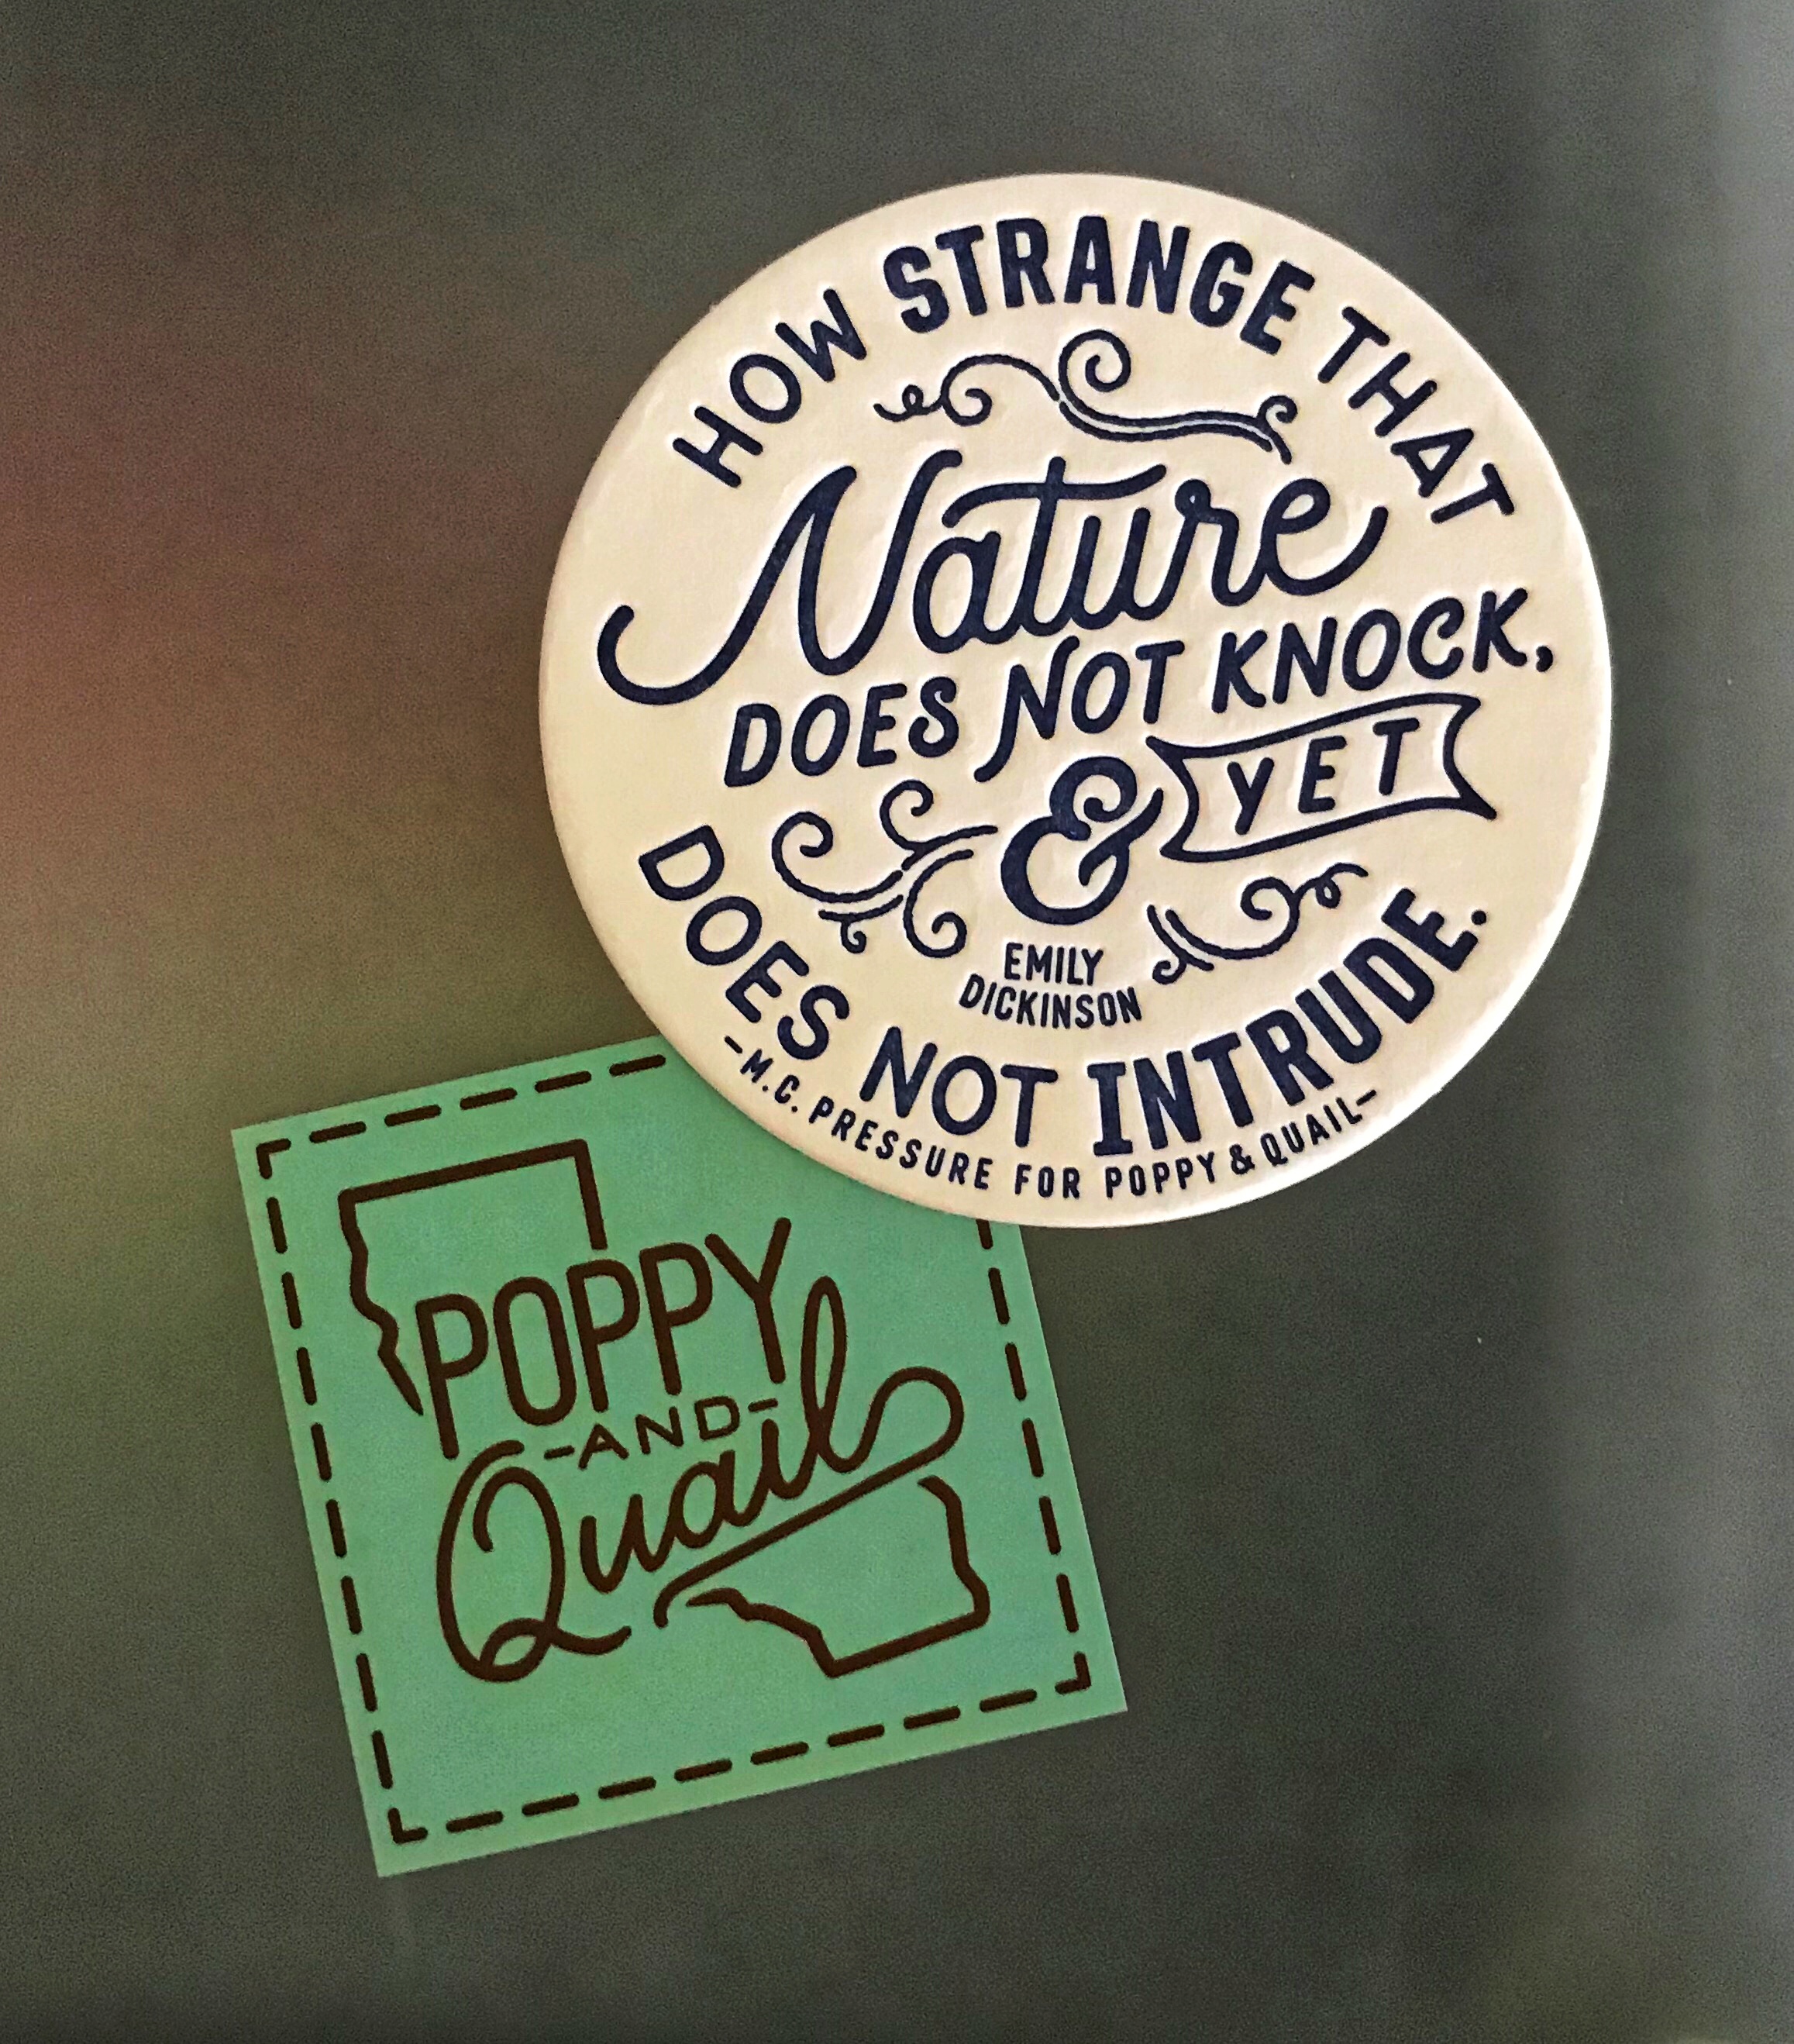 HOW STRANGE THAT
Nature
DOES NOT KNOCK,
& YET
DOES NOT INTRUDE.
EMILY
DICKINSON
-M.C. PRESSURE FOR POPPY & QUAIL-
POPPY
-AND-
Quail